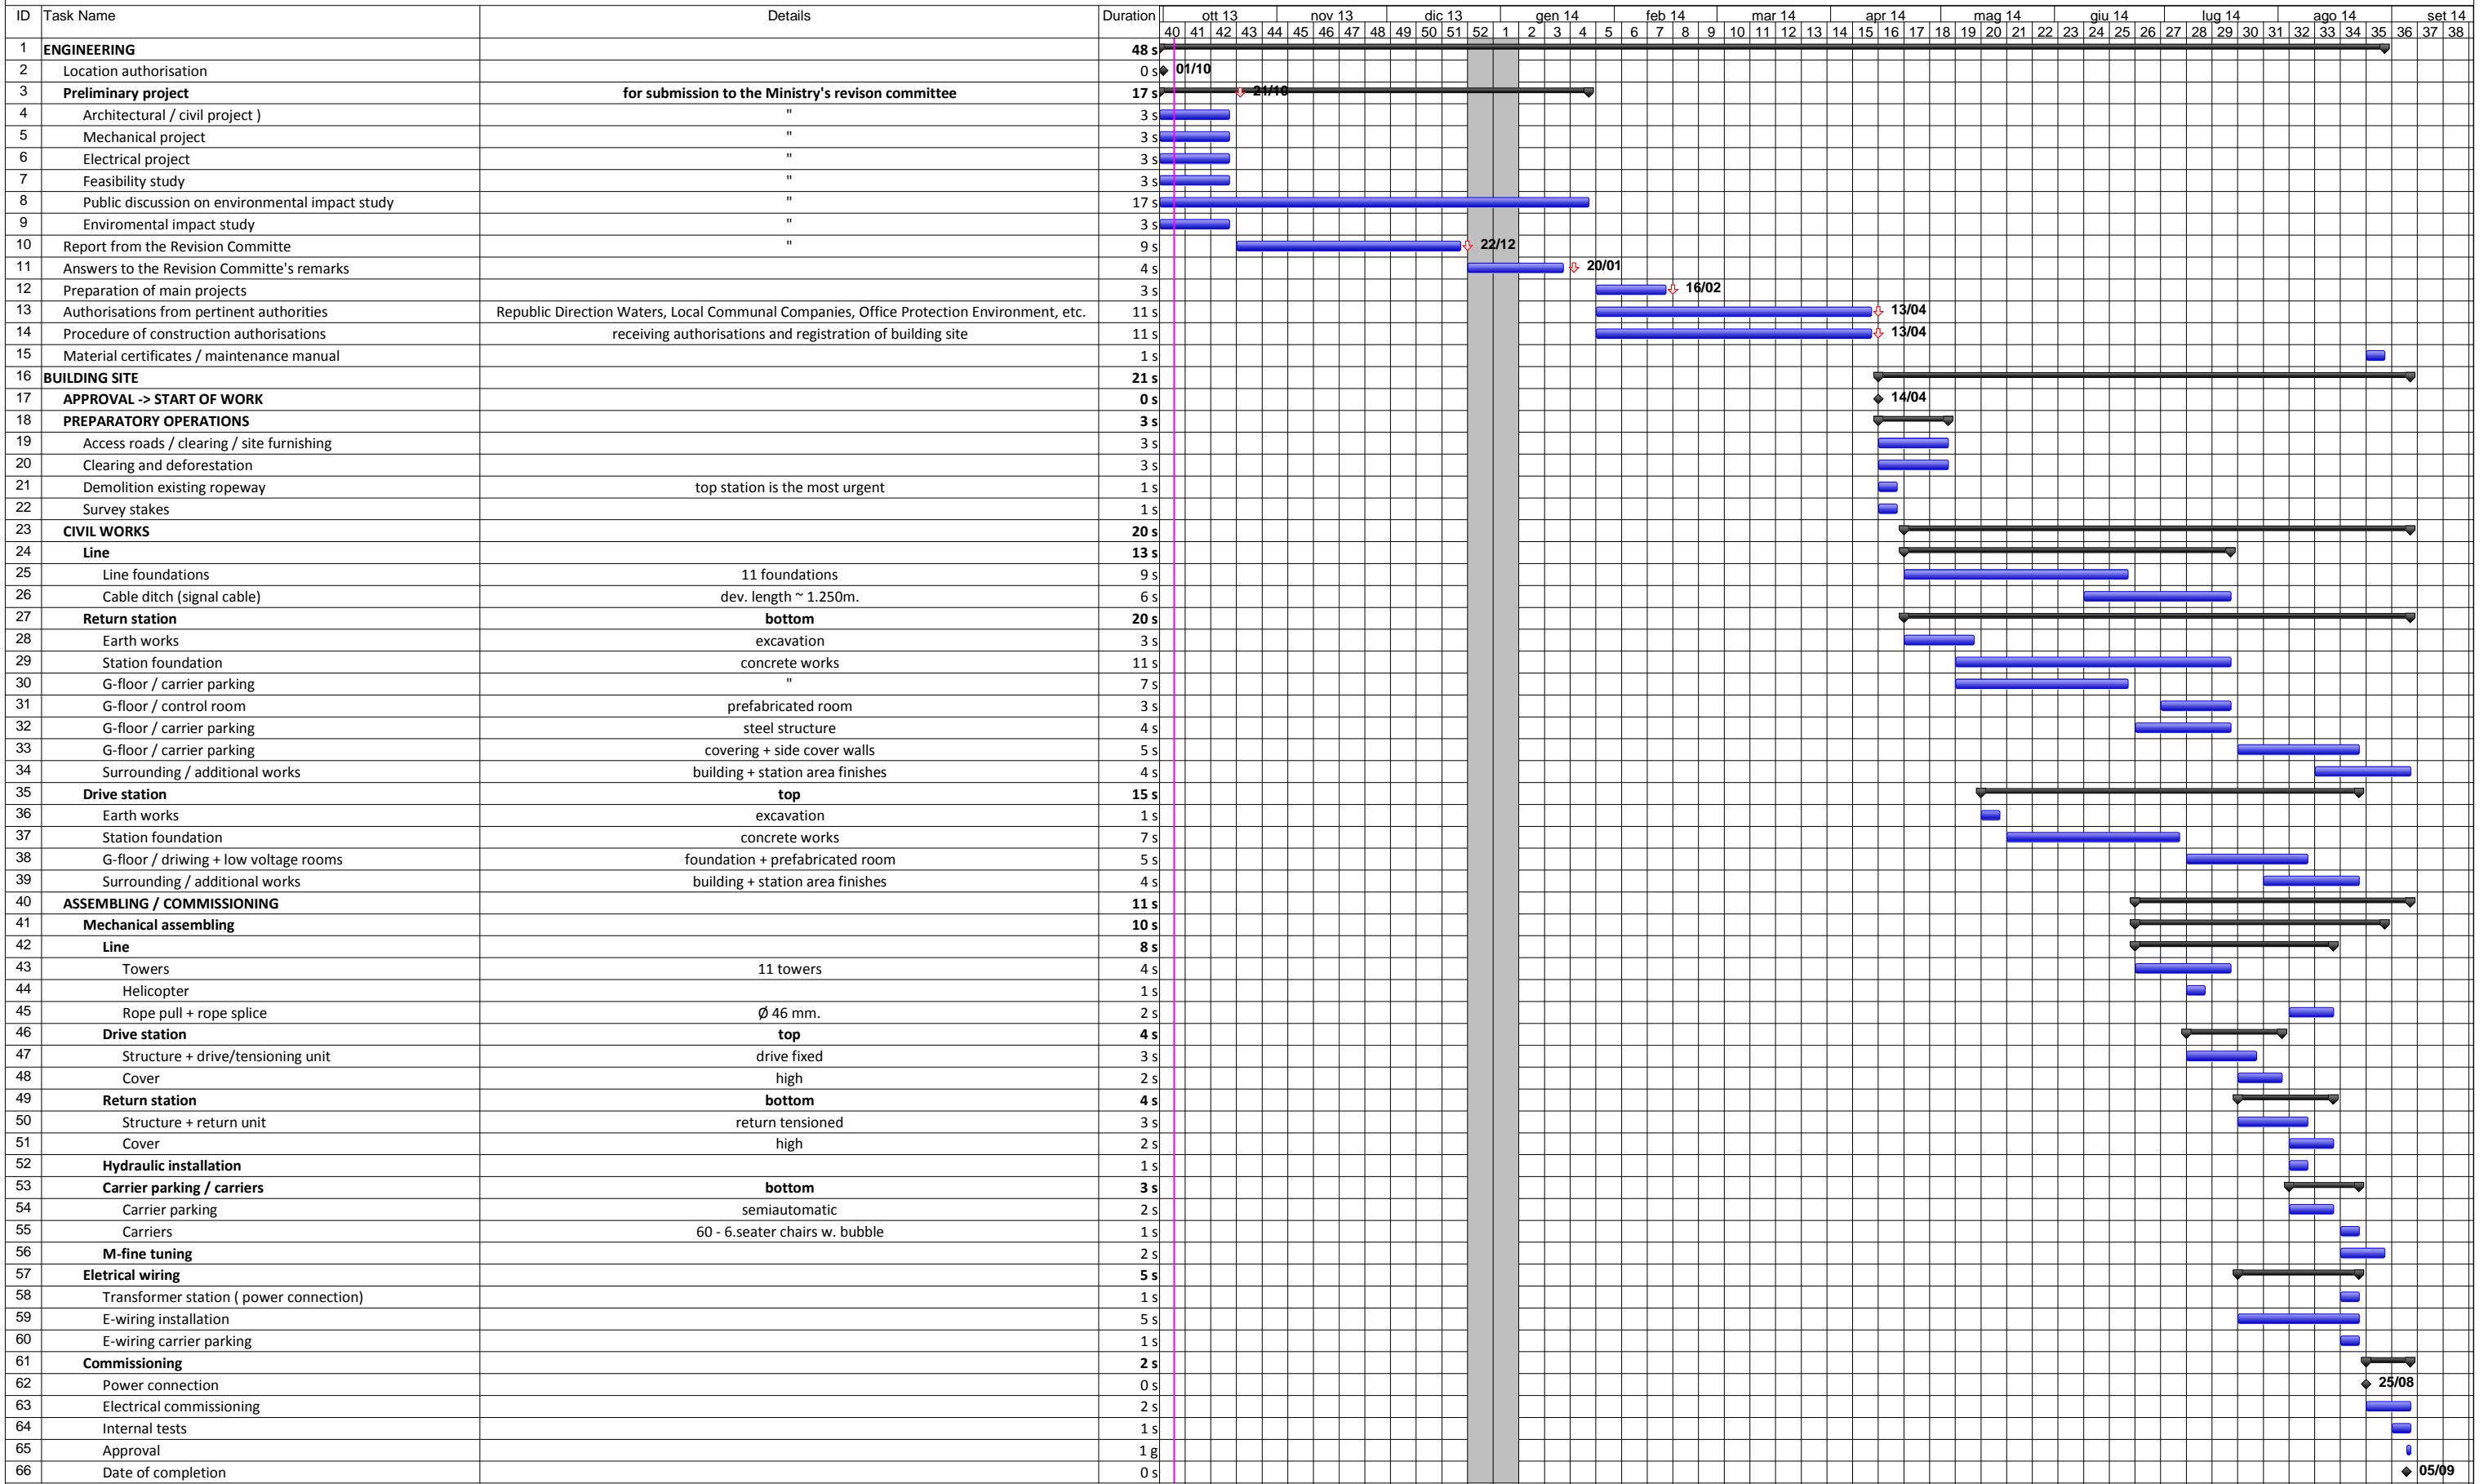 ID Task Name Details Duration ott 13 nov 13 dic 13 gen 14 feb 14 mar 14 apr 14 mag 14 giu 14 lug 14 ago 14 set 14
40 41 42 43 44 45 46 47 48 49 50 51 52 1 2 3 4 5 6 7 8 9 10 11 12 13 14 15 16 17 18 19 20 21 22 23 24 25 26 27 28 29 30 31 32 33 34 35 36 37 38
1 ENGINEERING 48 s
2 Location authorisation 0 s 01/10
3 Preliminary project for submission to the Ministry's revison committee 17 s 21/10
4 Architectural / civil project ) " 3 s
5 Mechanical project " 3 s
6 Electrical project " 3 s
7 Feasibility study " 3 s
8 Public discussion on environmental impact study " 17 s
9 Enviromental impact study " 3 s
10 Report from the Revision Committe " 9 s 22/12
11 Answers to the Revision Committe's remarks 4 s 20/01
12 Preparation of main projects 3 s 16/02
13 Authorisations from pertinent authorities Republic Direction Waters, Local Communal Companies, Office Protection Environment, etc. 11 s 13/04
14 Procedure of construction authorisations receiving authorisations and registration of building site 11 s 13/04
15 Material certificates / maintenance manual 1 s
16 BUILDING SITE 21 s
17 APPROVAL -> START OF WORK 0 s 14/04
18 PREPARATORY OPERATIONS 3 s
19 Access roads / clearing / site furnishing 3 s
20 Clearing and deforestation 3 s
21 Demolition existing ropeway top station is the most urgent 1 s
22 Survey stakes 1 s
23 CIVIL WORKS 20 s
24 Line 13 s
25 Line foundations 11 foundations 9 s
26 Cable ditch (signal cable) dev. length ~ 1.250m. 6 s
27 Return station bottom 20 s
28 Earth works excavation 3 s
29 Station foundation concrete works 11 s
30 G-floor / carrier parking " 7 s
31 G-floor / control room prefabricated room 3 s
32 G-floor / carrier parking steel structure 4 s
33 G-floor / carrier parking covering + side cover walls 5 s
34 Surrounding / additional works building + station area finishes 4 s
35 Drive station top 15 s
36 Earth works excavation 1 s
37 Station foundation concrete works 7 s
38 G-floor / driwing + low voltage rooms foundation + prefabricated room 5 s
39 Surrounding / additional works building + station area finishes 4 s
40 ASSEMBLING / COMMISSIONING 11 s
41 Mechanical assembling 10 s
42 Line 8 s
43 Towers 11 towers 4 s
44 Helicopter 1 s
45 Rope pull + rope splice Ø 46 mm. 2 s
46 Drive station top 4 s
47 Structure + drive/tensioning unit drive fixed 3 s
48 Cover high 2 s
49 Return station bottom 4 s
50 Structure + return unit return tensioned 3 s
51 Cover high 2 s
52 Hydraulic installation 1 s
53 Carrier parking / carriers bottom 3 s
54 Carrier parking semiautomatic 2 s
55 Carriers 60 - 6.seater chairs w. bubble 1 s
56 M-fine tuning 2 s
57 Eletrical wiring 5 s
58 Transformer station ( power connection) 1 s
59 E-wiring installation 5 s
60 E-wiring carrier parking 1 s
61 Commissioning 2 s
62 Power connection 0 s 25/08
63 Electrical commissioning 2 s
64 Internal tests 1 s
65 Approval 1 g
66 Date of completion 0 s 05/09